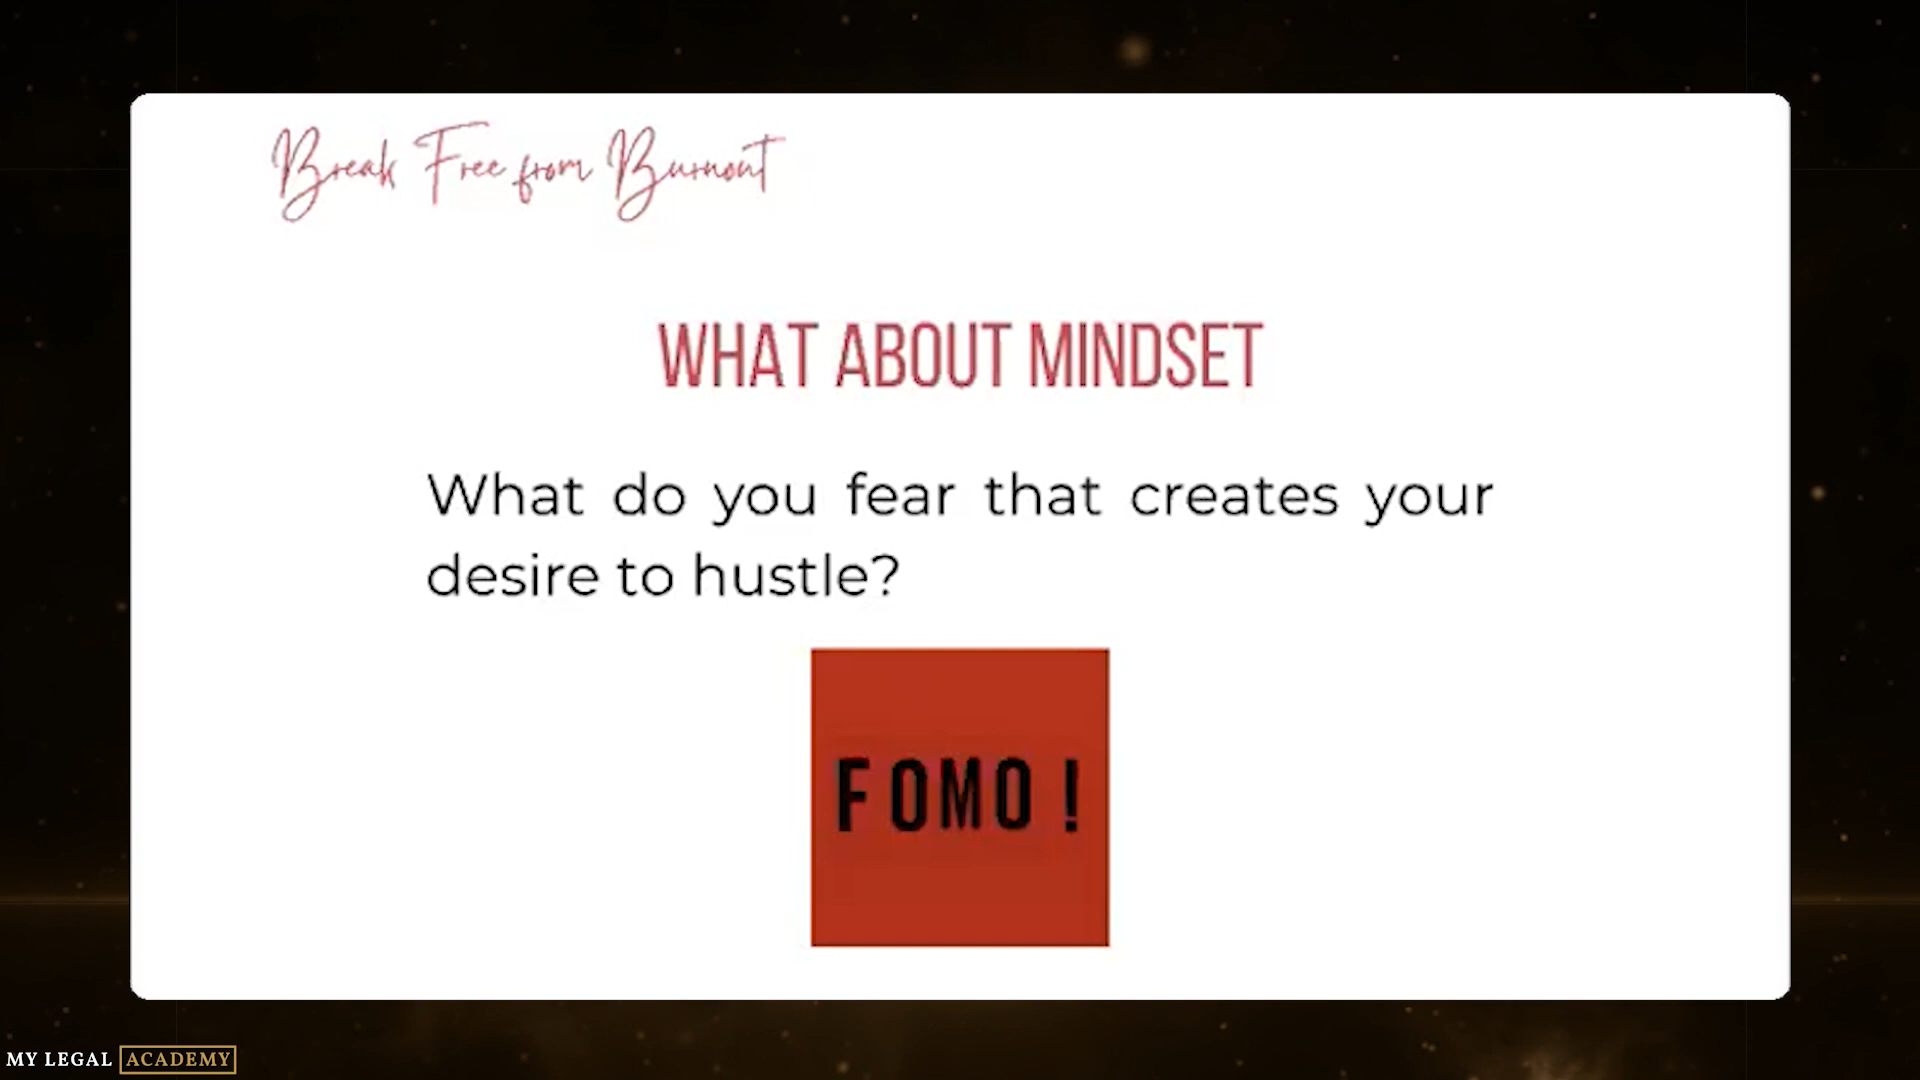 Break Free from Burnout
WHAT ABOUT MINDSET
What do you fear that creates your
desire to hustle?
FOMO!
MY LEGAL ACADEMY